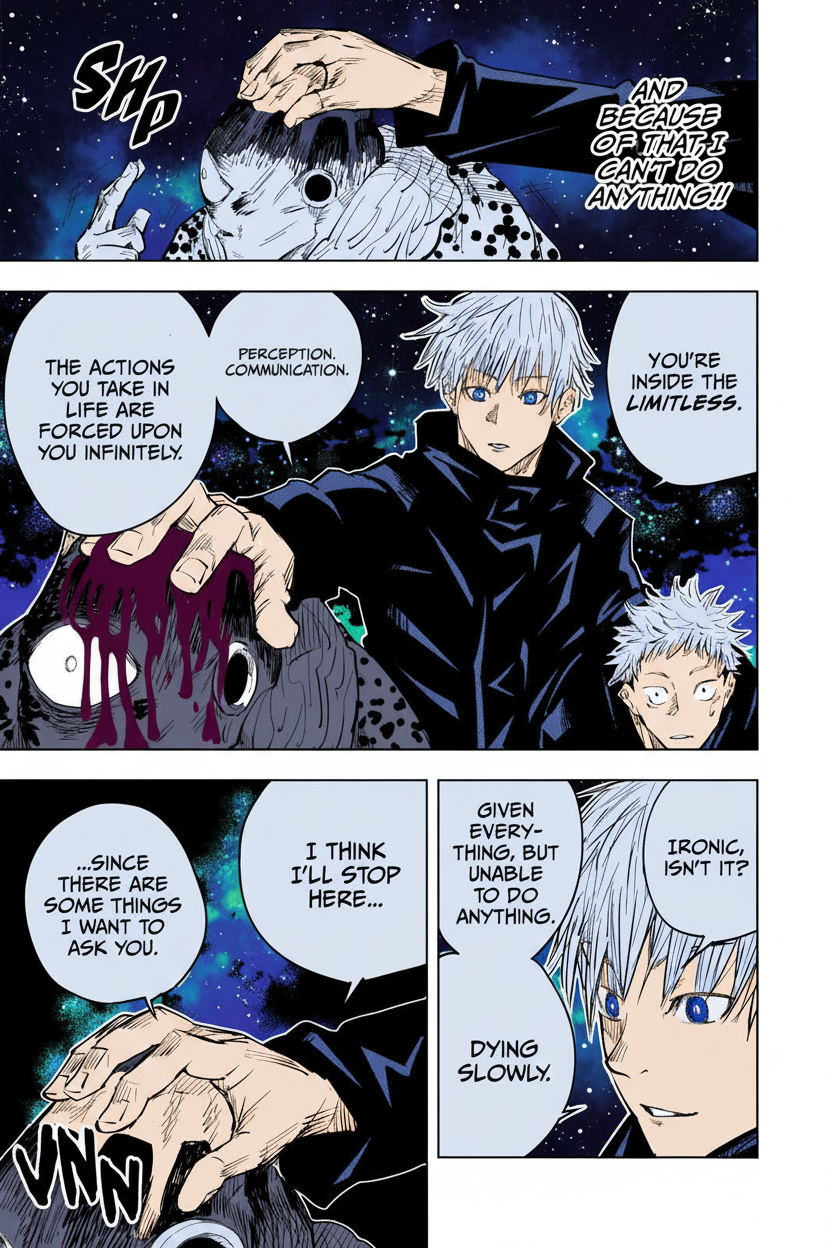 SHP
AND
BECAUSE
OF THAT, I
CAN'T DO
ANYTHING!!
YOU'RE
INSIDE THE
LIMITLESS.
PERCEPTION.
COMMUNICATION.
THE ACTIONS
YOU TAKE IN
LIFE ARE
FORCED UPON
YOU INFINITELY.
IRONIC,
ISN'T IT?
GIVEN
EVERY-
THING, BUT
UNABLE
TO DO
ANYTHING.
DYING
SLOWLY.
I THINK
I'LL STOP
HERE...
...SINCE
THERE ARE
SOME THINGS
I WANT TO
ASK YOU.
VNN